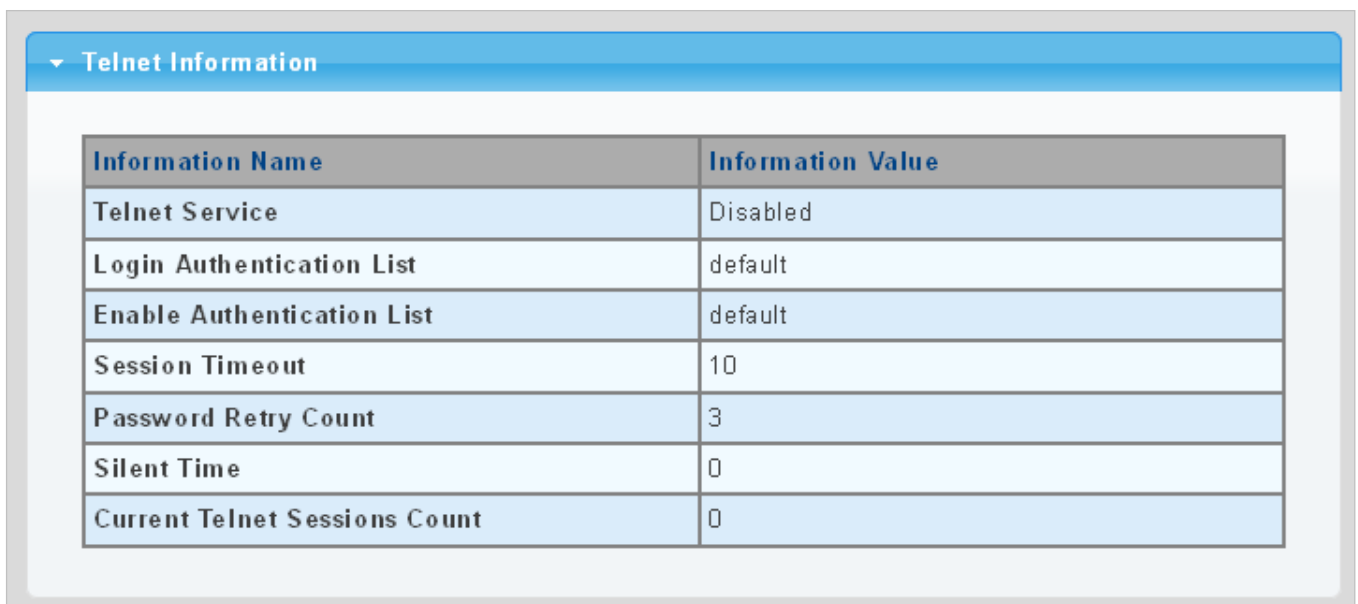 Telnet Information
Information Name Information Value
Telnet Service Disabled
Login Authentication List default
Enable Authentication List default
Session Timeout 10
Password Retry Count 3
Silent Time 0
Current Telnet Sessions Count 0